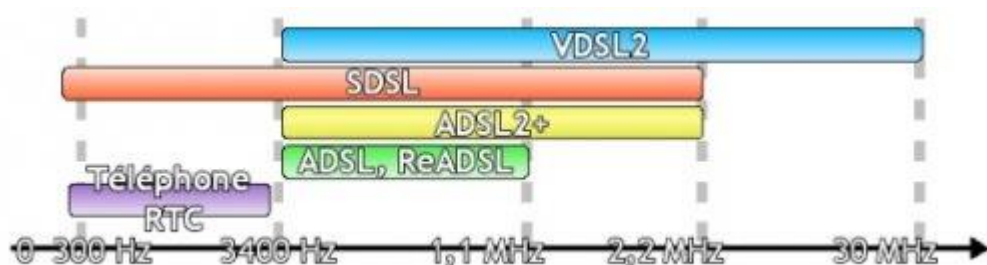 VDSL2
SDSL
ADSL2+
ADSL, ReADSL
Téléphone
RTC
0 300 Hz 3400 Hz 1,1 MHz 2,2 MHz 30 MHz